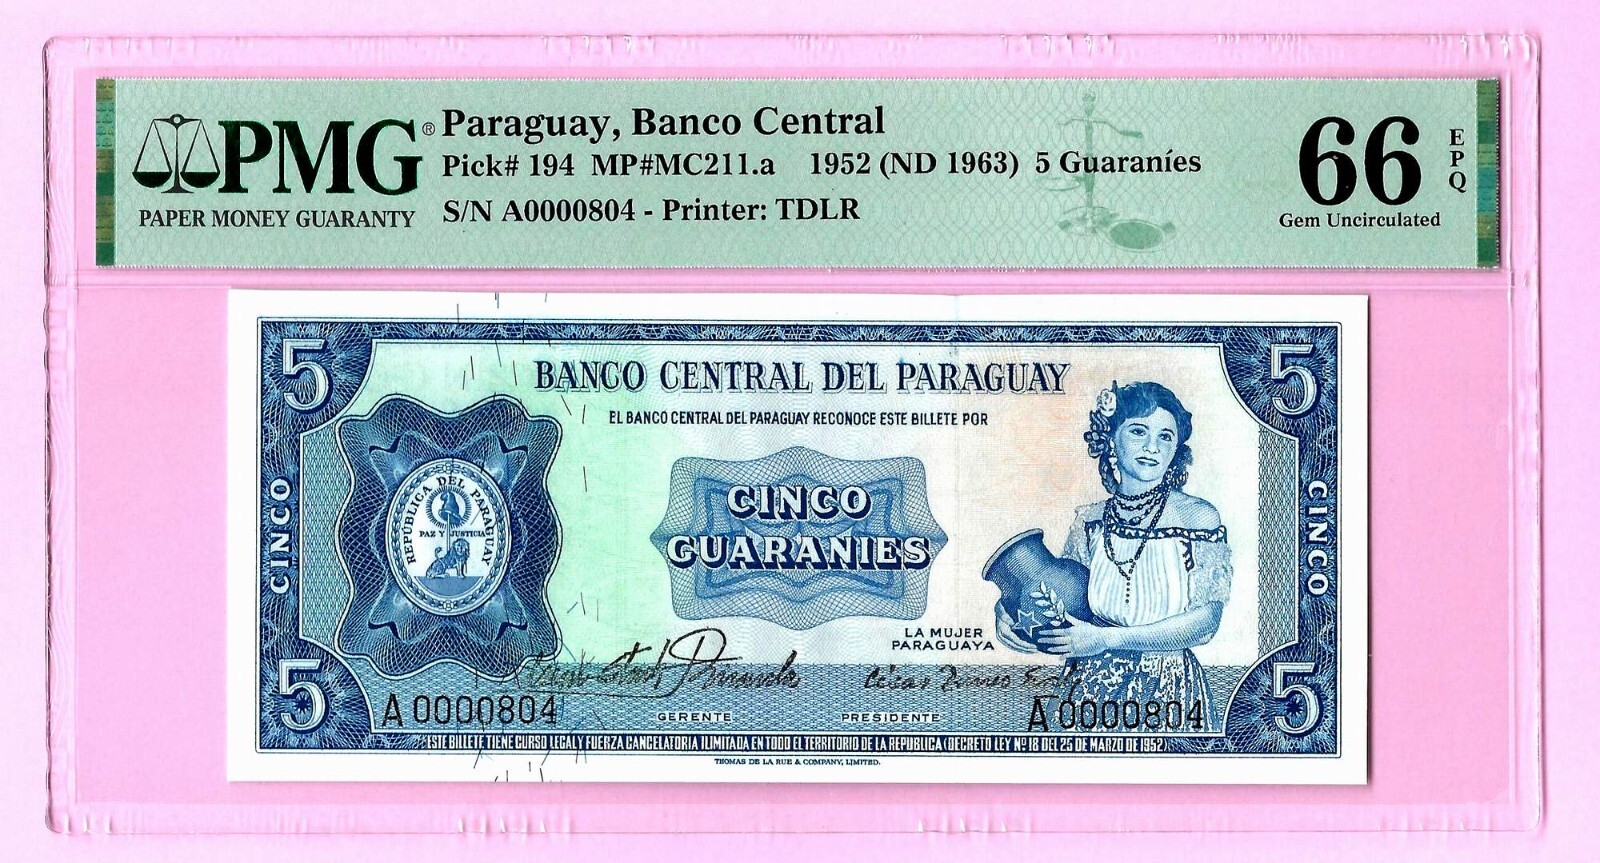 PMG®
PAPER MONEY GUARANTY
Paraguay, Banco Central
Pick# 194 MP#MC211.a 1952 (ND 1963) 5 Guaraníes
S/N A0000804 - Printer: TDLR
66
EPQ
Gem Uncirculated
5
5
BANCO CENTRAL DEL PARAGUAY
EL BANCO CENTRAL DEL PARAGUAY RECONOCE ESTE BILLETE POR
CINCO
REPUBLICA DEL PARAGUAY
PAZ Y JUSTICIA
CINCO
GUARANIES
CINCO
LA MUJER
PARAGUAYA
5
5
A 0000804
GERENTE
PRESIDENTE
A 0000804
ESTE BILLETE TIENE CURSO LEGAL Y FUERZA CANCELATORIA ILIMITADA EN TODO EL TERRITORIO DE LA REPUBLICA (DECRETO LEY Nº 18 DEL 25 DE MARZO DE 1952)
THOMAS DE LA RUE & COMPANY, LIMITED.